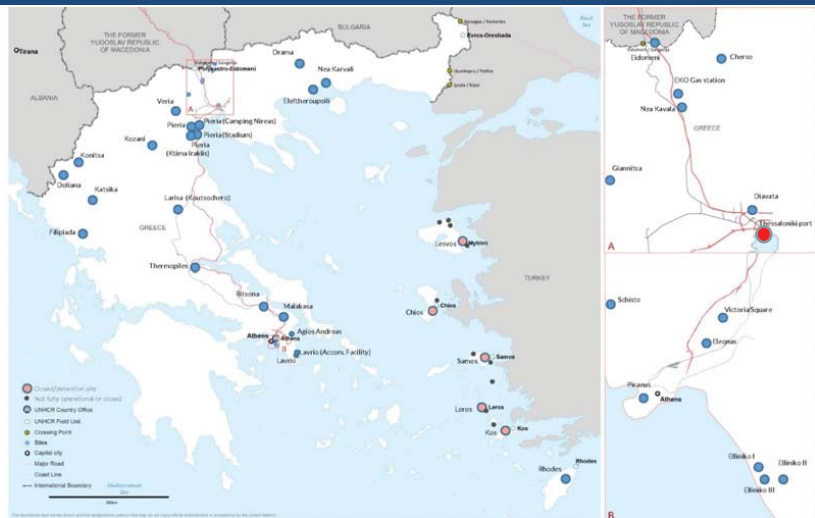 BULGARIA
THE FORMER
YUGOSLAV REPUBLIC
OF MACEDONIA
Tirana
Evros-Orestiada
ALBANIA
Drama
Nea Karvali
Eleftheroupoli
Polykastro-Eidomeni
A
Veria
Pieria
Pieria (Camping Nireas)
Pieria (Stadium)
Pieria
(Ktima Iraklis)
Kozani
Konitsa
Doliana
Katsika
Filipiada
Larisa (Koutsochero)
GREECE
Thermopiles
Ritsona
Malakasa
Agios Andreas
Athens
Athens
Lavrio (Accom. Facility)
Lavrio
Lesvos
Mytilini
TURKEY
Chios
Chios
Samos
Samos
Leros
Leros
Kos
Kos
Rhodes
Rhodes
Closed/detention site
Not fully operational or closed
UNHCR Country Office
UNHCR Field Unit
Crossing Point
Sites
Capital city
Major Road
Coast Line
International Boundary
Mediterranean
Sea
THE FORMER
YUGOSLAV REPUBLIC
OF MACEDONIA
Eidomeni
Cherso
EKO Gas station
Nea Kavala
GREECE
Giannitsa
Diavata
Thessaloniki port
A
Schisto
Victoria Square
Eleonas
Piraeus
Athens
Elliniko I
Elliniko II
Elliniko III
B